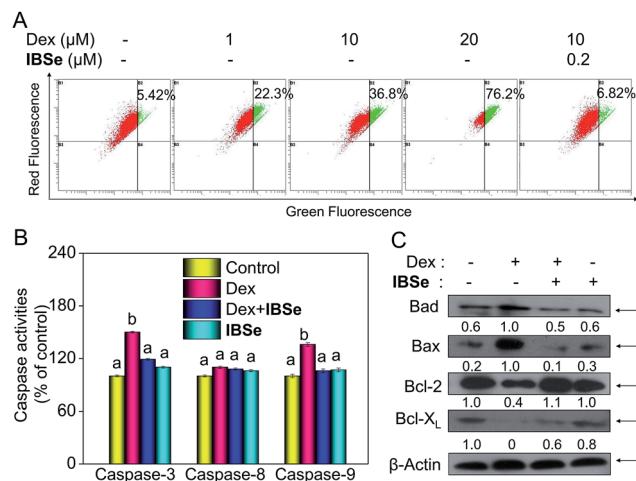 A
Dex (μM) - 1 10 20 10
IBSe (μM) - - - - 0.2
5.42% 22.3% 36.8% 76.2% 6.82%
Red Fluorescence
Green Fluorescence
B
240
180
120
60
0
Caspase activities
(% of control)
Control
Dex
Dex+IBSe
IBSe
a b a a a a a a a b a a
Caspase-3 Caspase-8 Caspase-9
C
Dex : - + + -
IBSe : - - + +
Bad
0.6 1.0 0.5 0.6
Bax
0.2 1.0 0.1 0.3
Bcl-2
1.0 0.4 1.1 1.0
Bcl-XL
1.0 0 0.6 0.8
β-Actin